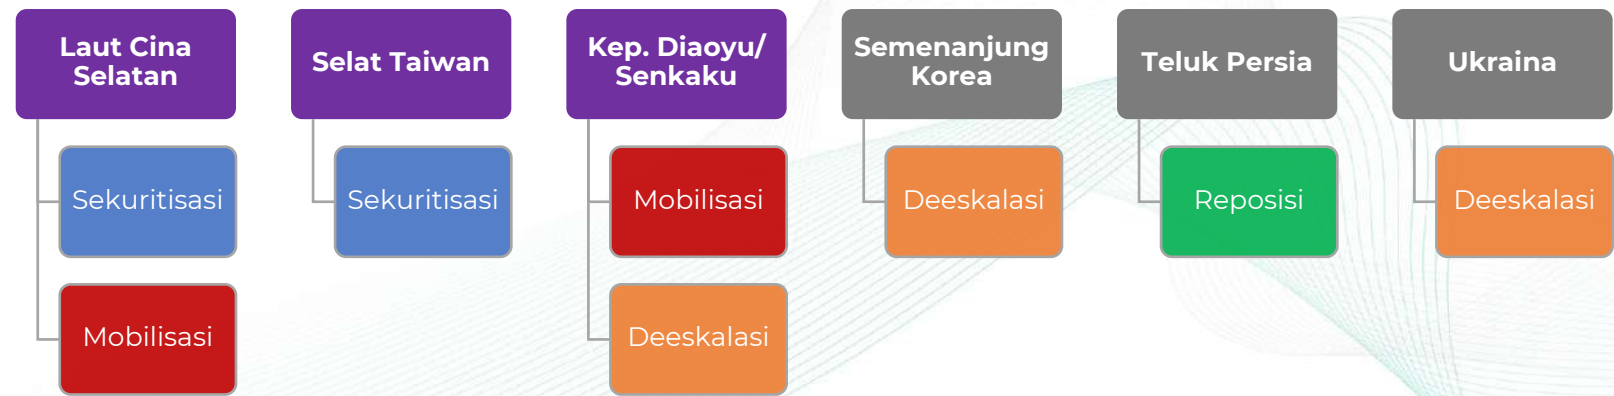 Laut Cina
Selatan
Sekuritisasi
Mobilisasi
Selat Taiwan
Sekuritisasi
Kep. Diaoyu/
Senkaku
Mobilisasi
Deeskalasi
Semenanjung
Korea
Deeskalasi
Teluk Persia
Reposisi
Ukraina
Deeskalasi